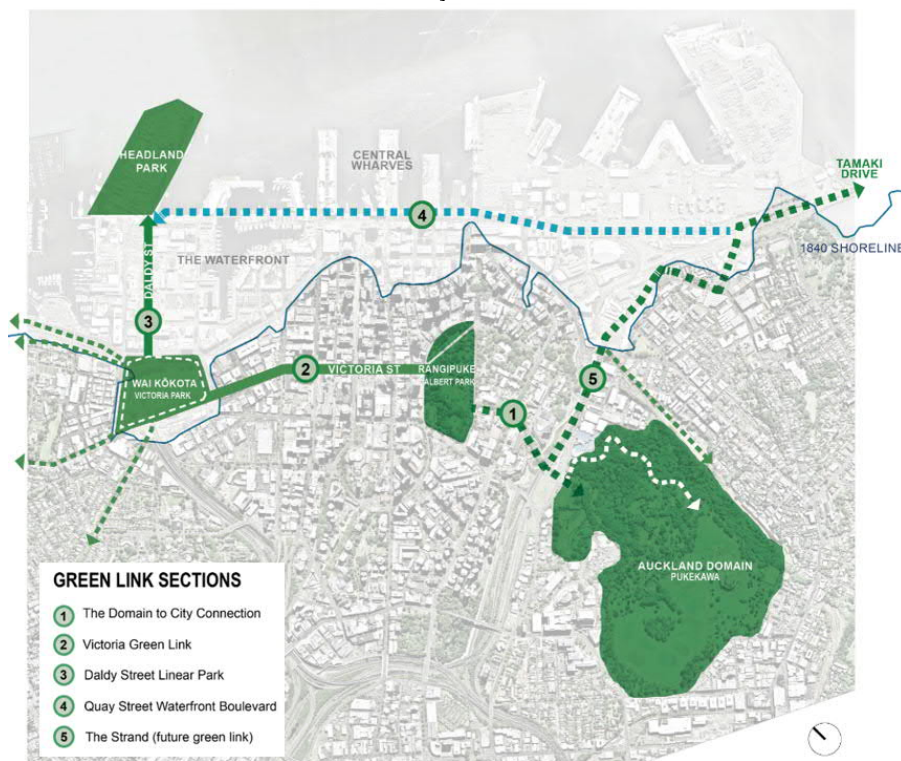 HEADLAND
PARK
CENTRAL
WHARVES
TAMAKI
DRIVE
4
1840 SHORELINE
THE WATERFRONT
DALDY ST
3
2
VICTORIA ST
RANGIPUKE
ALBERT PARK
WAI KŌKOTA
VICTORIA PARK
1
5
AUCKLAND DOMAIN
PUKEKAWA
GREEN LINK SECTIONS
1 The Domain to City Connection
2 Victoria Green Link
3 Daldy Street Linear Park
4 Quay Street Waterfront Boulevard
5 The Strand (future green link)